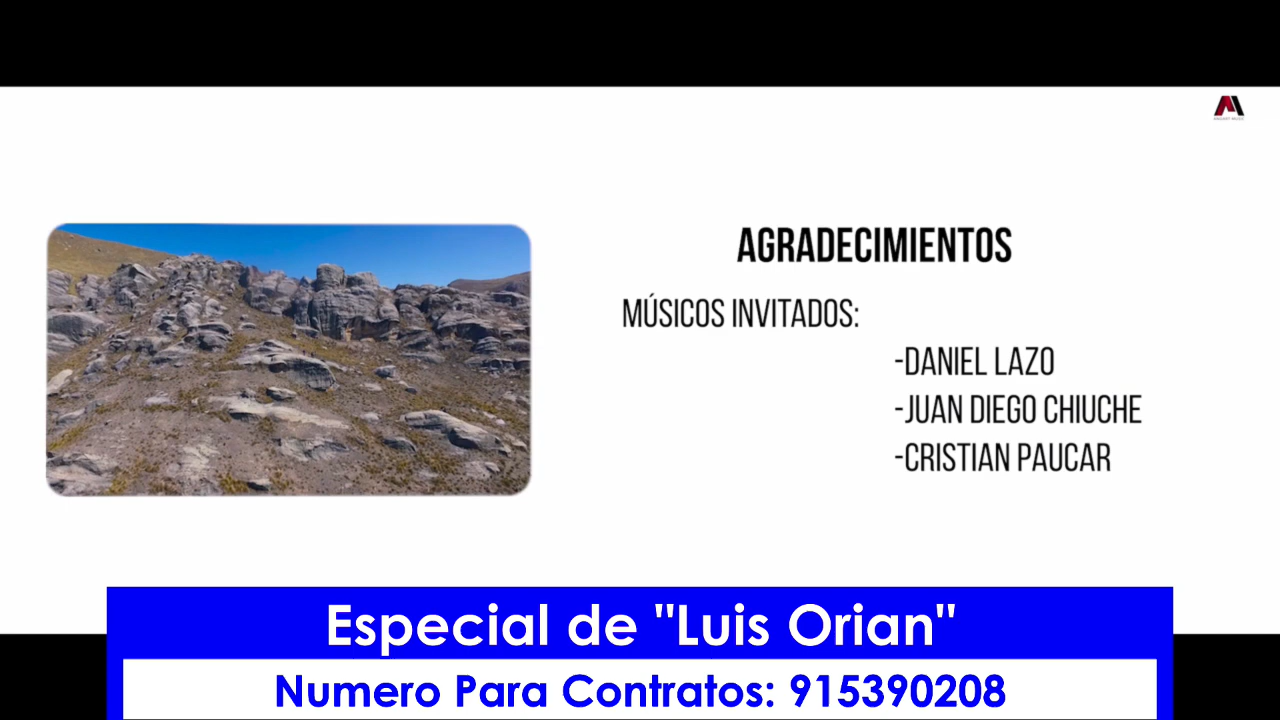 AGRADECIMIENTOS
MÚSICOS INVITADOS:
-DANIEL LAZO
-JUAN DIEGO CHIUCHE
-CRISTIAN PAUCAR
Especial de "Luis Orian"
Numero Para Contratos: 915390208